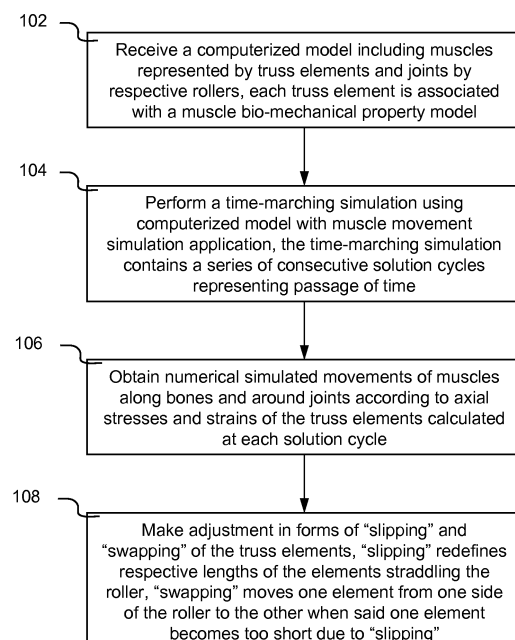 102
Receive a computerized model including muscles
represented by truss elements and joints by
respective rollers, each truss element is associated
with a muscle bio-mechanical property model
104
Perform a time-marching simulation using
computerized model with muscle movement
simulation application, the time-marching simulation
contains a series of consecutive solution cycles
representing passage of time
106
Obtain numerical simulated movements of muscles
along bones and around joints according to axial
stresses and strains of the truss elements calculated
at each solution cycle
108
Make adjustment in forms of “slipping” and
“swapping” of the truss elements, “slipping” redefines
respective lengths of the elements straddling the
roller, “swapping” moves one element from one side
of the roller to the other when said one element
becomes too short due to “slipping”